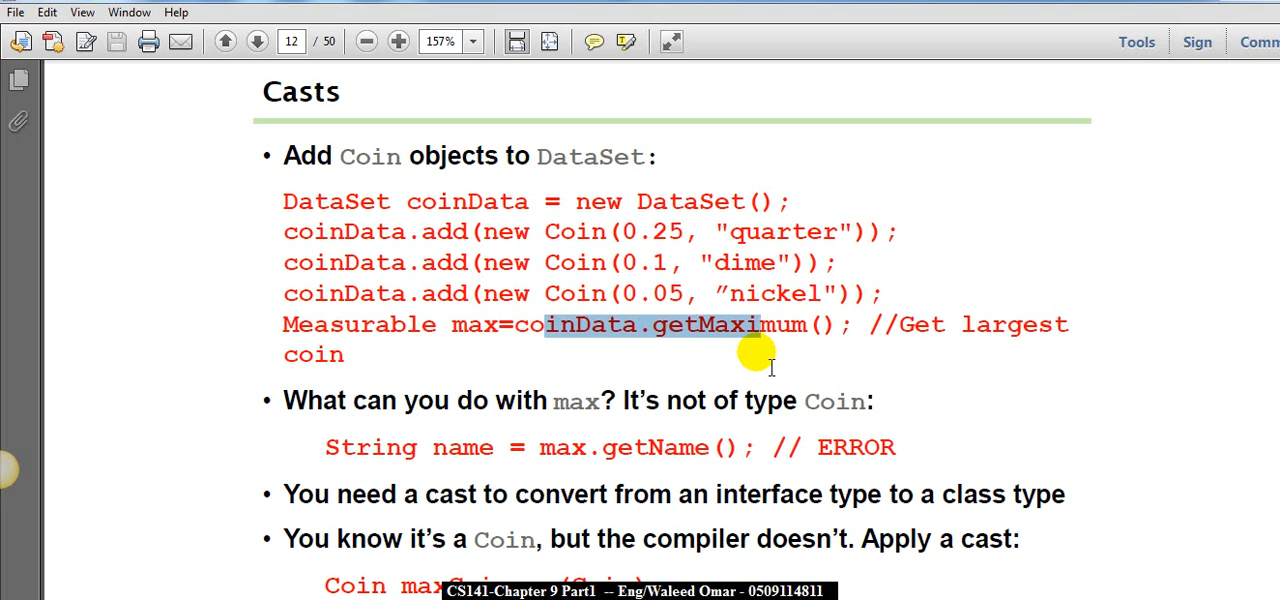 File Edit View Window Help
12 / 50 157% Tools Sign
Casts
• Add Coin objects to DataSet:
DataSet coinData = new DataSet();
coinData.add(new Coin(0.25, "quarter"));
coinData.add(new Coin(0.1, "dime"));
coinData.add(new Coin(0.05, ”nickel"));
Measurable max=coinData.getMaximum(); //Get largest
coin
• What can you do with max? It’s not of type Coin:
String name = max.getName(); // ERROR
• You need a cast to convert from an interface type to a class type
• You know it’s a Coin, but the compiler doesn’t. Apply a cast:
Coin
CS141-Chapter 9 Part1 -- Eng/Waleed Omar - 0509114811